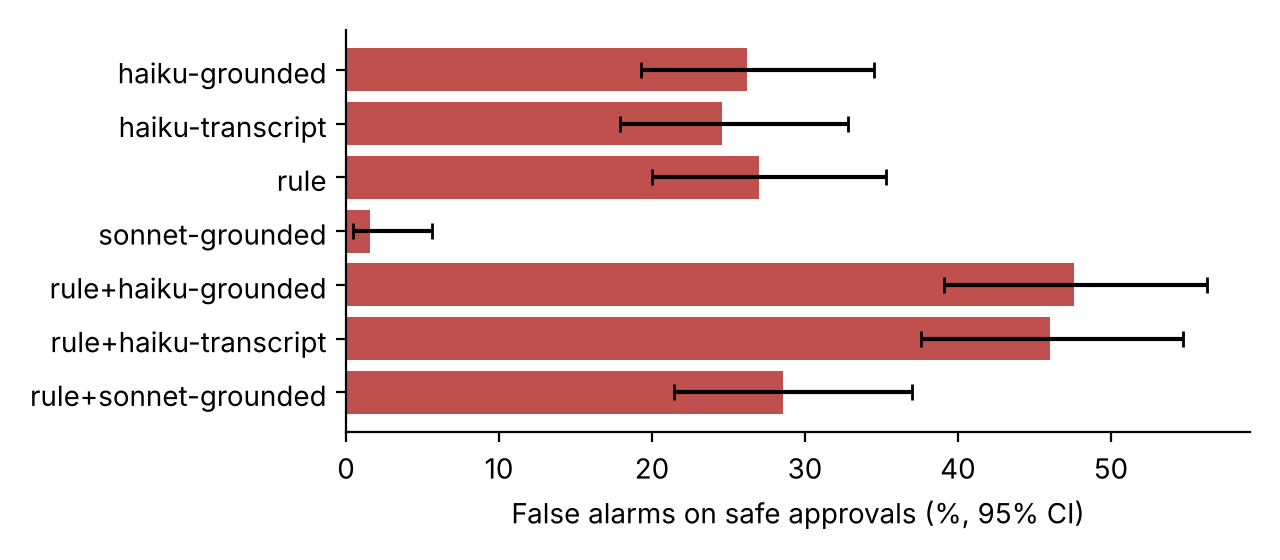 haiku-grounded
haiku-transcript
rule
sonnet-grounded
rule+haiku-grounded
rule+haiku-transcript
rule+sonnet-grounded
0 10 20 30 40 50
False alarms on safe approvals (%, 95% CI)